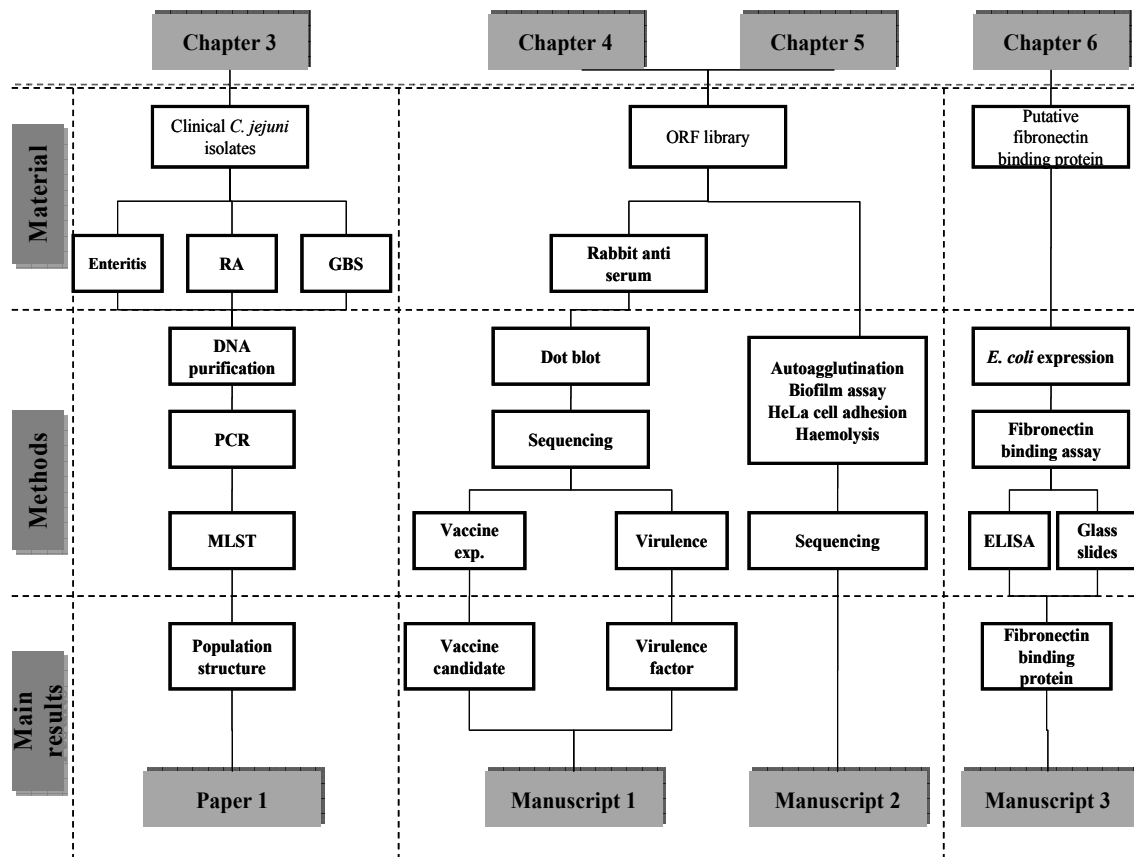 Chapter 3
Chapter 4
Chapter 5
Chapter 6
Material
Clinical C. jejuni
isolates
ORF library
Putative
fibronectin
binding protein
Enteritis
RA
GBS
Rabbit anti
serum
Methods
DNA
purification
Dot blot
Autoagglutination
Biofilm assay
HeLa cell adhesion
Haemolysis
E. coli expression
PCR
Sequencing
Fibronectin
binding assay
MLST
Vaccine
exp.
Virulence
Sequencing
ELISA
Glass
slides
Main
results
Population
structure
Vaccine
candidate
Virulence
factor
Fibronectin
binding
protein
Paper 1
Manuscript 1
Manuscript 2
Manuscript 3